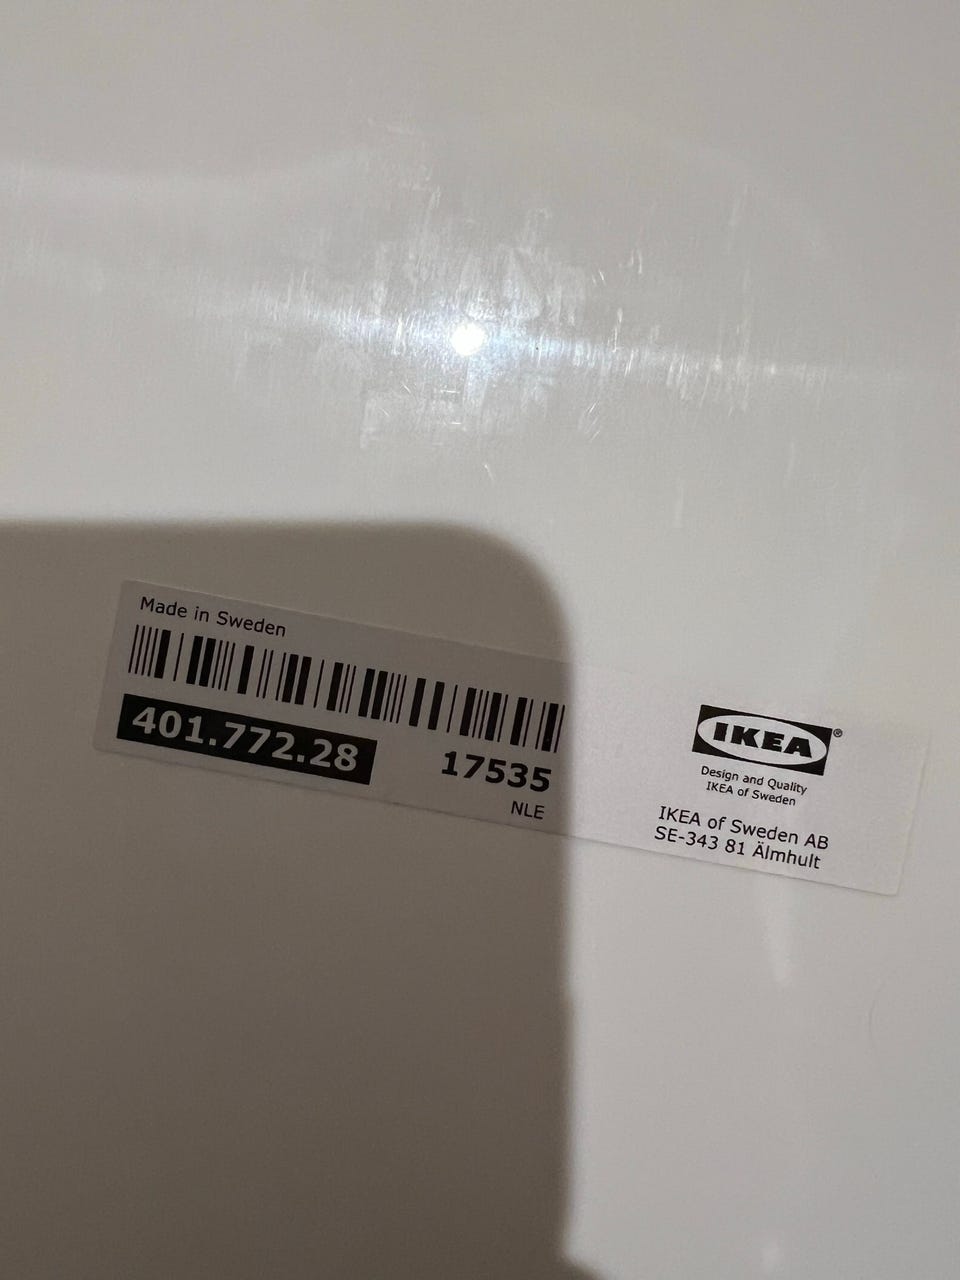 Made in Sweden
401.772.28
17535
NLE
IKEA®
Design and Quality
IKEA of Sweden
IKEA of Sweden AB
SE-343 81 Älmhult